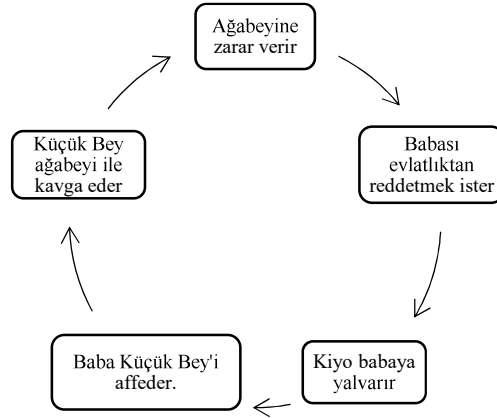 Ağabeyine
zarar verir
Babası
evlatlıktan
reddetmek ister
Kiyo babaya
yalvarır
Baba Küçük Bey'i
affeder.
Küçük Bey
ağabeyi ile
kavga eder